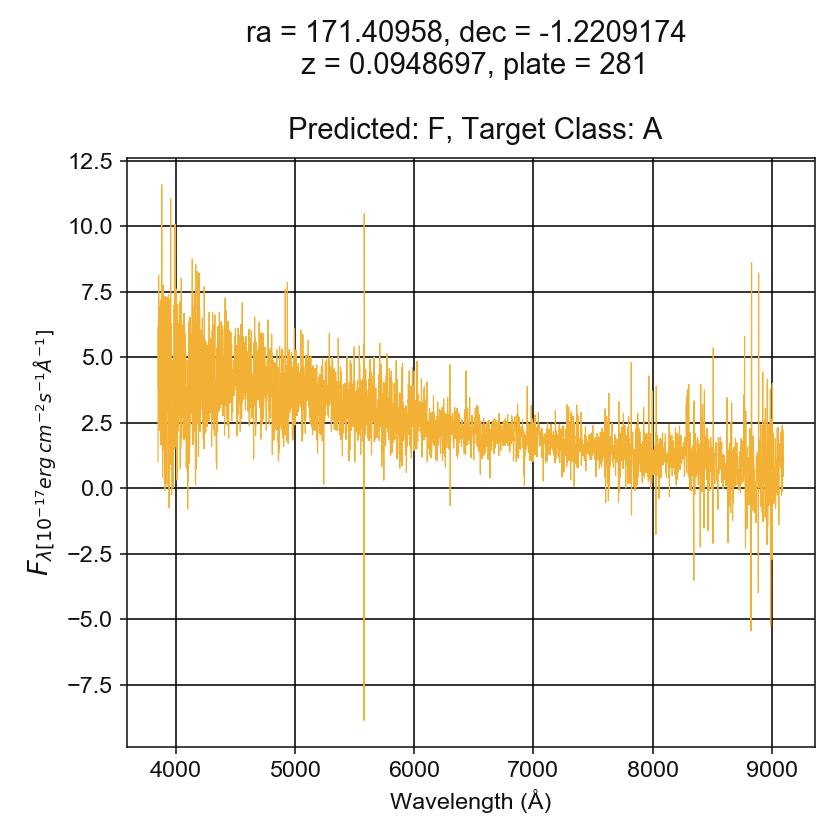 ra = 171.40958, dec = -1.2209174
z = 0.0948697, plate = 281
Predicted: F, Target Class: A
12.5
10.0
7.5
5.0
2.5
0.0
−2.5
−5.0
−7.5
F_λ[10⁻¹⁷ erg cm⁻² s⁻¹ Å⁻¹]
4000 5000 6000 7000 8000 9000
Wavelength (Å)